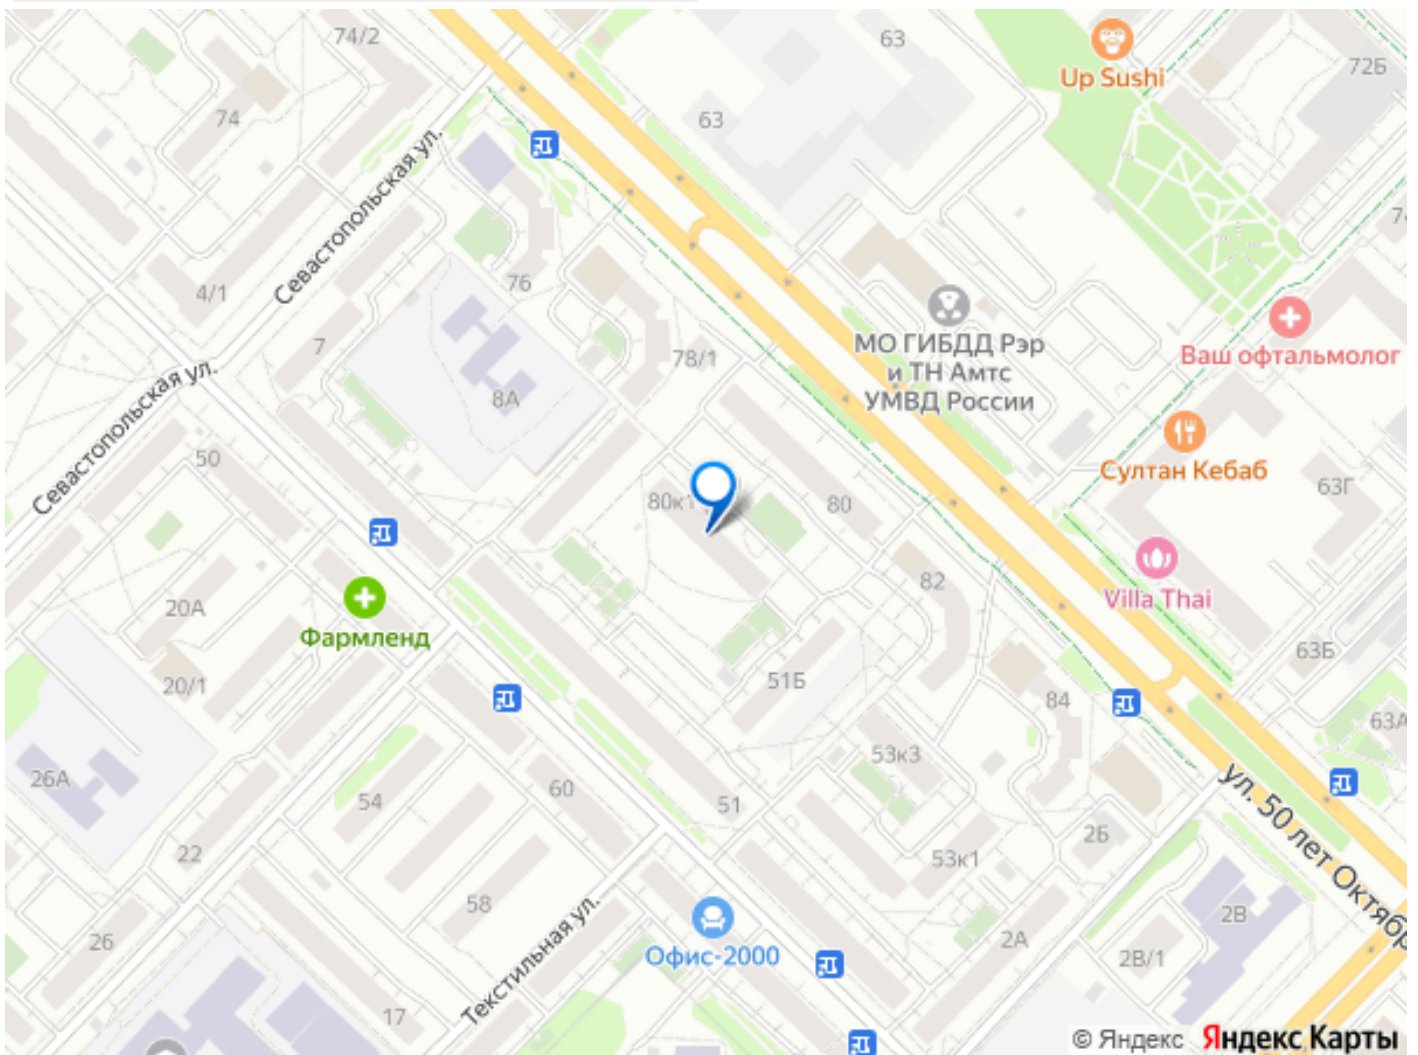 74/2
63
Up Sushi
72Б
74
63
Севастопольская ул.
4/1
76
7
78/1
МО ГИБДД Рэр
и ТН Амтс
УМВД России
Ваш офтальмолог
Севастопольская ул.
8А
50
Султан Кебаб
63Г
80к1
80
82
Villa Thai
20А
Фармленд
63Б
20/1
51Б
84
63А
26А
53к3
ул. 50 лет Октябр
54
60
51
2Б
22
53к1
58
2В
26
Текстильная ул.
Офис-2000
2А
2В/1
17
© Яндекс Яндекс Карты